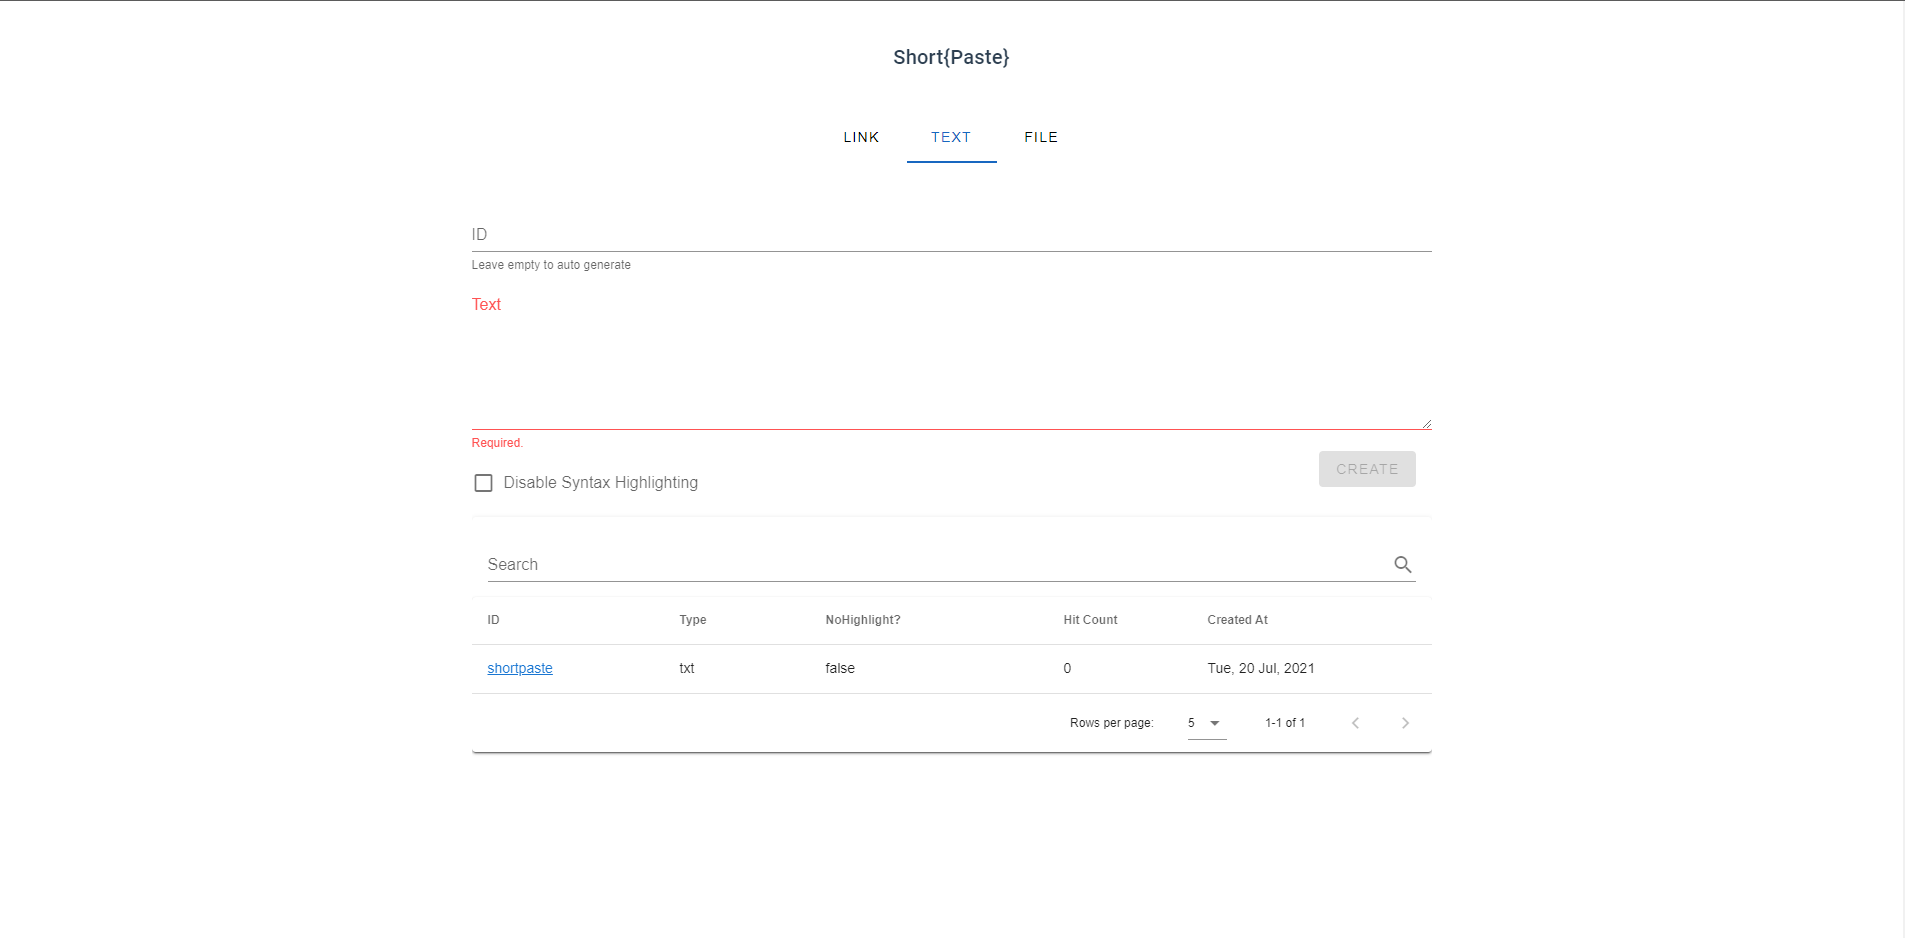 Short{Paste}
LINK TEXT FILE
ID
Leave empty to auto generate
Text
Required.
Disable Syntax Highlighting
CREATE
Search
ID Type NoHighlight? Hit Count Created At
shortpaste txt false 0 Tue, 20 Jul, 2021
Rows per page: 5 1-1 of 1